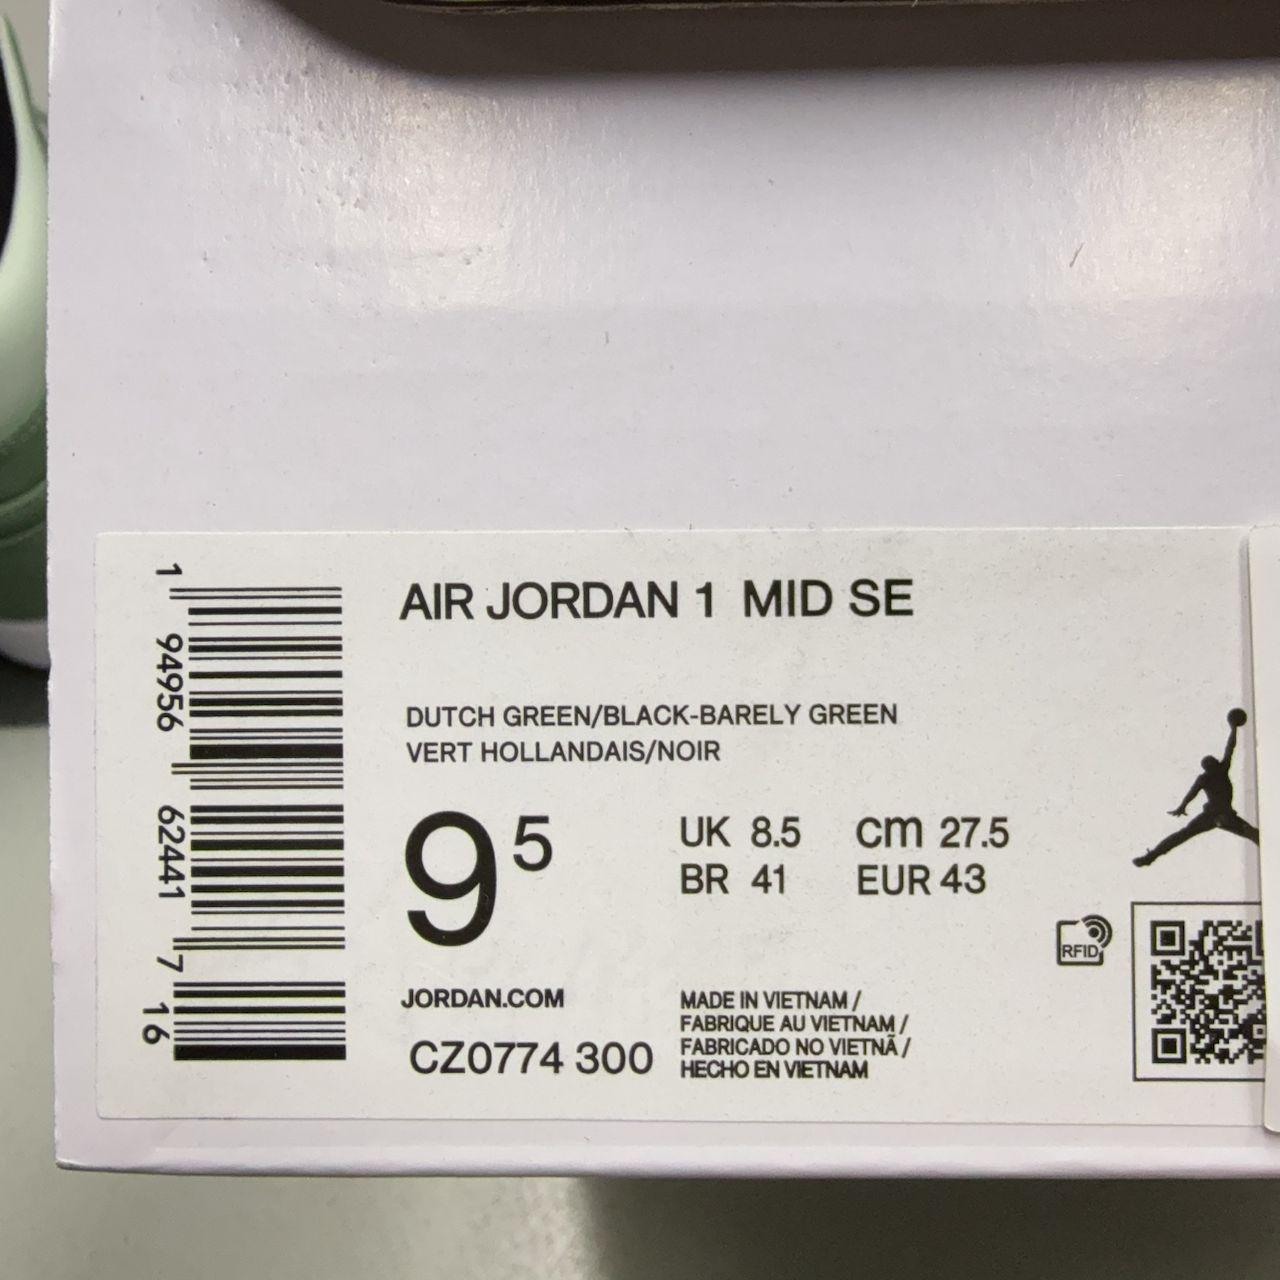 AIR JORDAN 1 MID SE
DUTCH GREEN/BLACK-BARELY GREEN
VERT HOLLANDAIS/NOIR
9 5
UK 8.5 cm 27.5
BR 41 EUR 43
RFID
JORDAN.COM
CZ0774 300
MADE IN VIETNAM /
FABRIQUE AU VIETNAM /
FABRICADO NO VIETNÃ /
HECHO EN VIETNAM
1 94956 62441 7 16